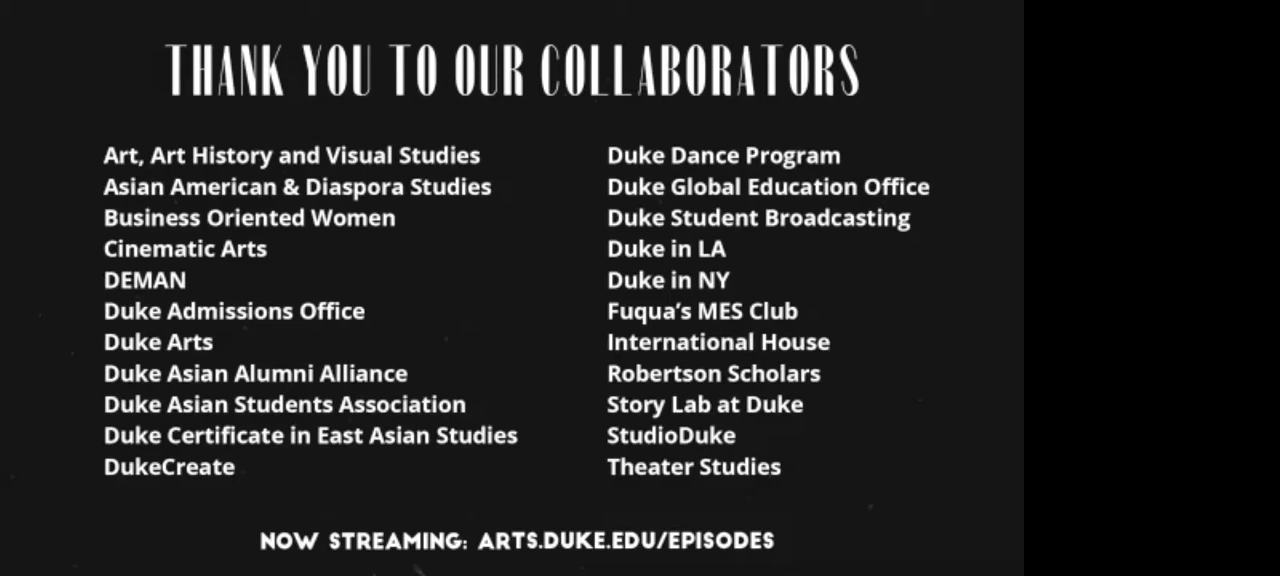 THANK YOU TO OUR COLLABORATORS
Art, Art History and Visual Studies
Asian American & Diaspora Studies
Business Oriented Women
Cinematic Arts
DEMAN
Duke Admissions Office
Duke Arts
Duke Asian Alumni Alliance
Duke Asian Students Association
Duke Certificate in East Asian Studies
DukeCreate
Duke Dance Program
Duke Global Education Office
Duke Student Broadcasting
Duke in LA
Duke in NY
Fuqua’s MES Club
International House
Robertson Scholars
Story Lab at Duke
StudioDuke
Theater Studies
NOW STREAMING: ARTS.DUKE.EDU/EPISODES